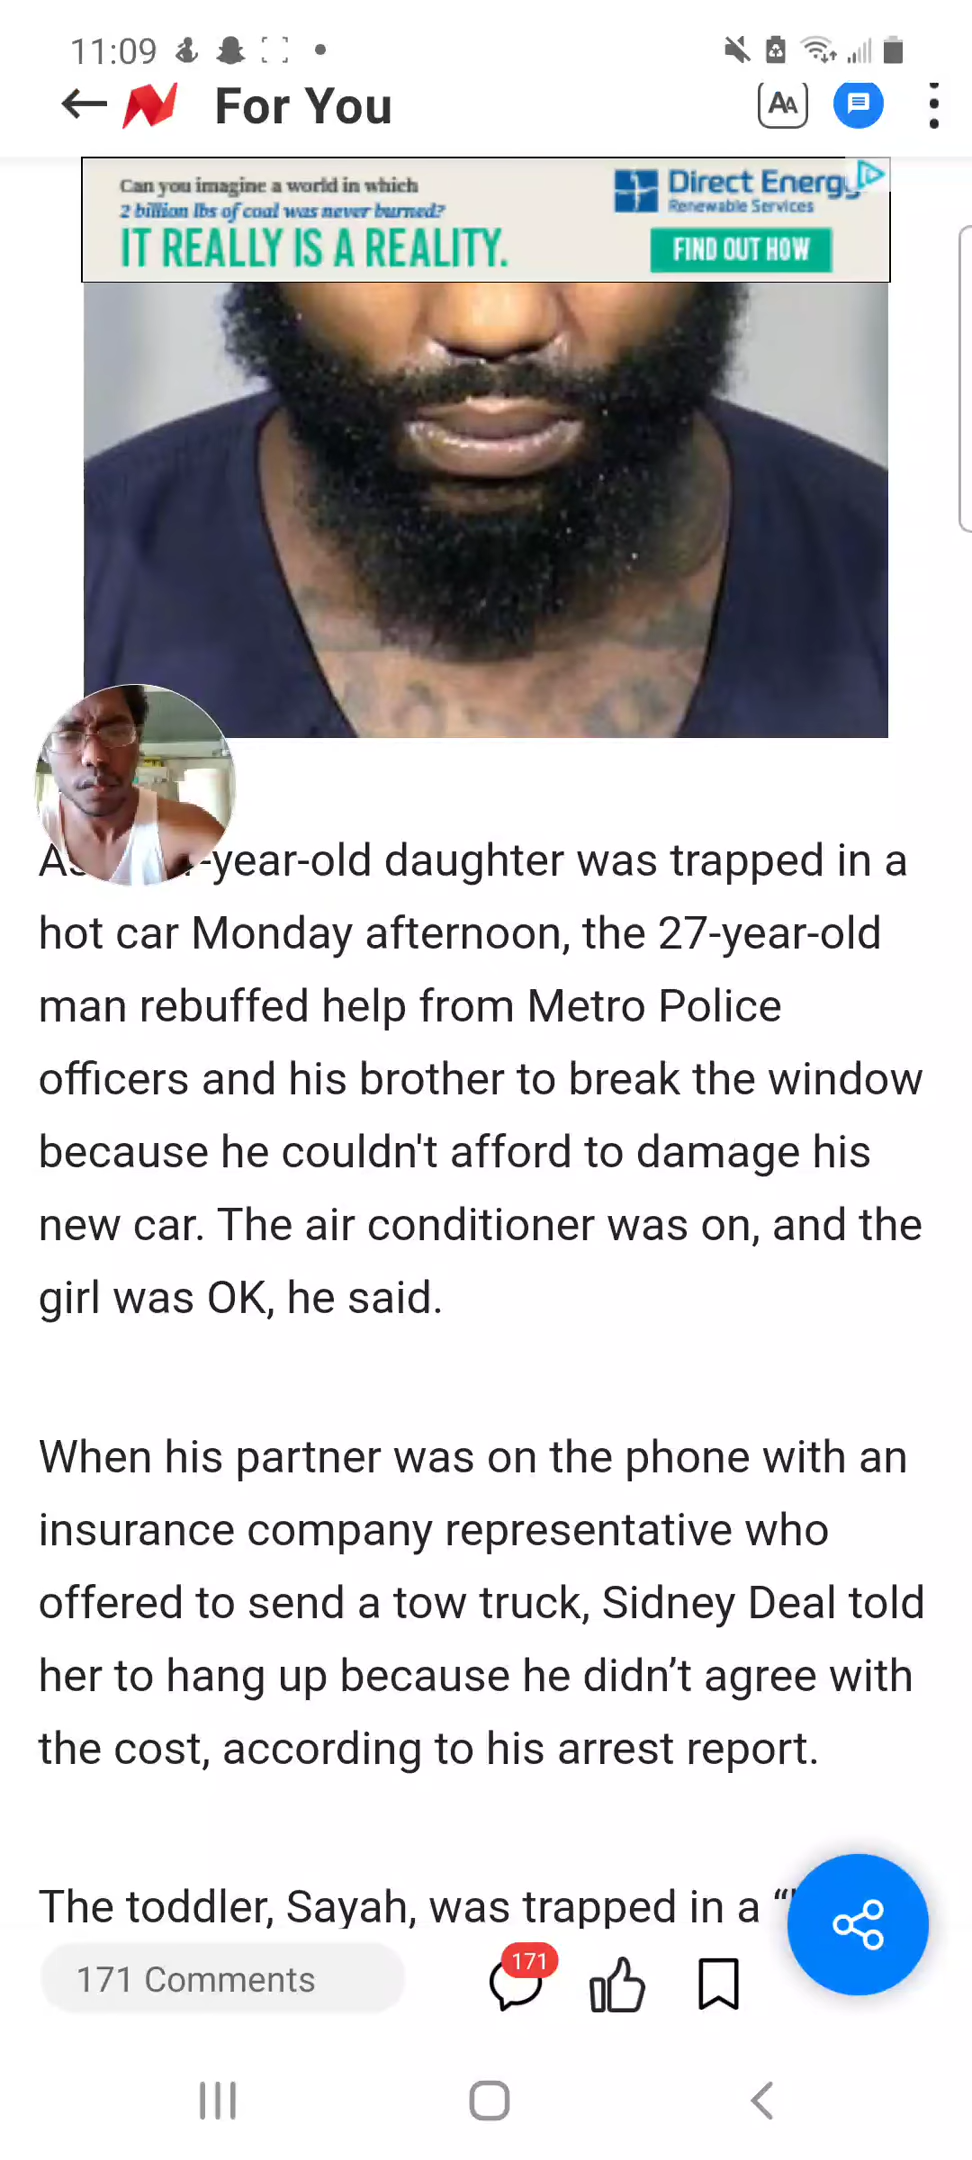 11:09
For You
AA
Can you imagine a world in which
2 billion lbs of coal was never burned?
IT REALLY IS A REALITY.
Direct Energy
Renewable Services
FIND OUT HOW
-year-old daughter was trapped in a
hot car Monday afternoon, the 27-year-old
man rebuffed help from Metro Police
officers and his brother to break the window
because he couldn't afford to damage his
new car. The air conditioner was on, and the
girl was OK, he said.
When his partner was on the phone with an
insurance company representative who
offered to send a tow truck, Sidney Deal told
her to hang up because he didn’t agree with
the cost, according to his arrest report.
The toddler, Sayah, was trapped in a “
171 Comments
171